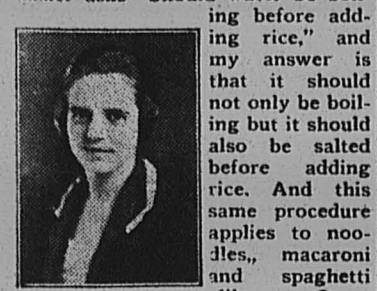 ing before add-
ing rice," and
my answer is
that it should
not only be boil-
ing but it should
also be salted
before adding
rice. And this
same procedure
applies to noo-
dles,, macaroni
and spaghetti